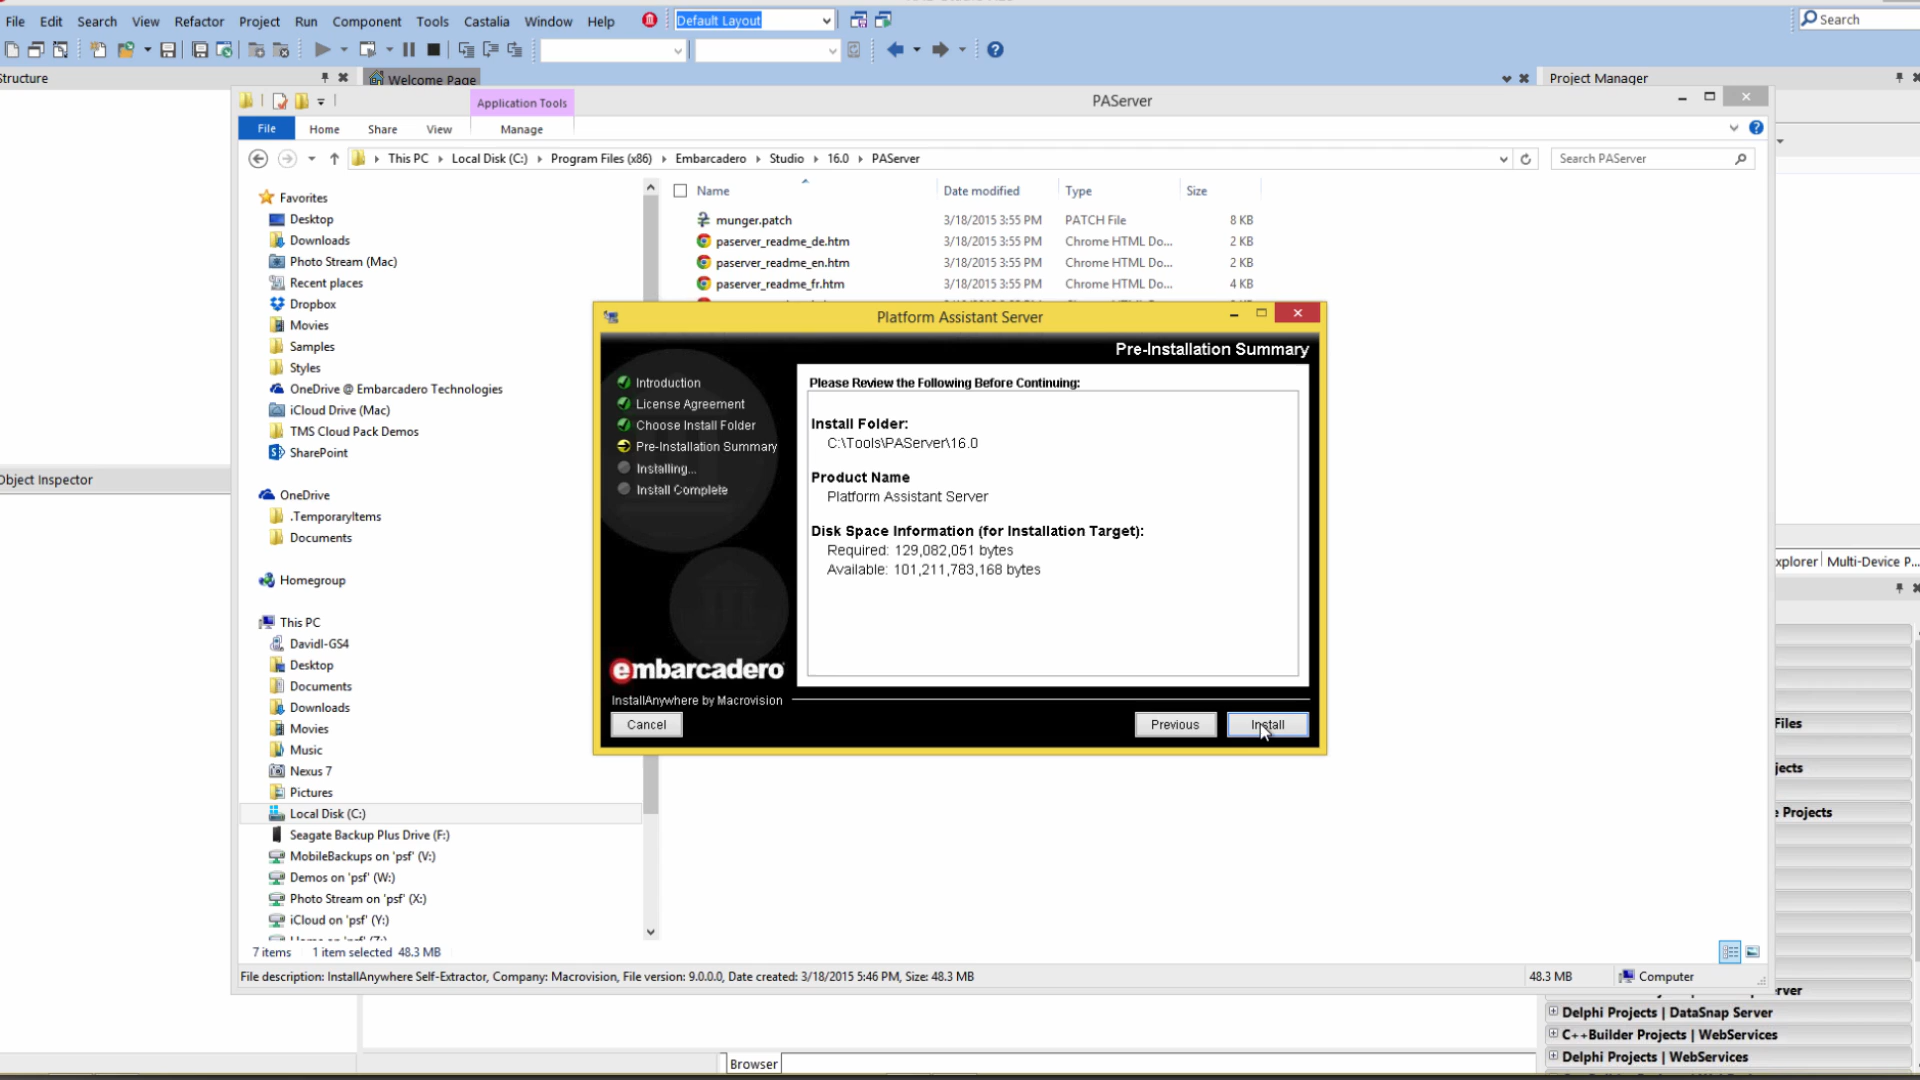 File Edit Search View Refactor Project Run Component Tools Castalia Window Help Default Layout Search
Structure Welcome Page Project Manager
Application Tools PAServer
File Home Share View Manage
This PC Local Disk (C:) Program Files (x86) Embarcadero Studio 16.0 PAServer Search PAServer
Name Date modified Type Size
munger.patch 3/18/2015 3:55 PM PATCH File 8 KB
paserver_readme_de.htm 3/18/2015 3:55 PM Chrome HTML Do... 2 KB
paserver_readme_en.htm 3/18/2015 3:55 PM Chrome HTML Do... 2 KB
paserver_readme_fr.htm 3/18/2015 3:55 PM Chrome HTML Do... 4 KB
Favorites
Desktop
Downloads
Photo Stream (Mac)
Recent places
Dropbox
Movies
Samples
Styles
OneDrive @ Embarcadero Technologies
iCloud Drive (Mac)
TMS Cloud Pack Demos
SharePoint
Object Inspector
OneDrive
.TemporaryItems
Documents
Homegroup
This PC
Davidl-GS4
Desktop
Documents
Downloads
Movies
Music
Nexus 7
Pictures
Local Disk (C:)
Seagate Backup Plus Drive (F:)
MobileBackups on 'psf' (V:)
Demos on 'psf' (W:)
Photo Stream on 'psf' (X:)
iCloud on 'psf' (Y:)
Platform Assistant Server
Pre-Installation Summary
Introduction
License Agreement
Choose Install Folder
Pre-Installation Summary
Installing...
Install Complete
Please Review the Following Before Continuing:
Install Folder:
C:\Tools\PAServer\16.0
Product Name
Platform Assistant Server
Disk Space Information (for Installation Target):
Required: 129,082,051 bytes
Available: 101,211,783,168 bytes
embarcadero
InstallAnywhere by Macrovision
Cancel Previous Install
xplorer Multi-Device P...
Files
jects
e Projects
rver
7 items 1 item selected 48.3 MB
File description: InstallAnywhere Self-Extractor, Company: Macrovision, File version: 9.0.0.0, Date created: 3/18/2015 5:46 PM, Size: 48.3 MB 48.3 MB Computer
Delphi Projects | DataSnap Server
C++Builder Projects | WebServices
Delphi Projects | WebServices
Browser